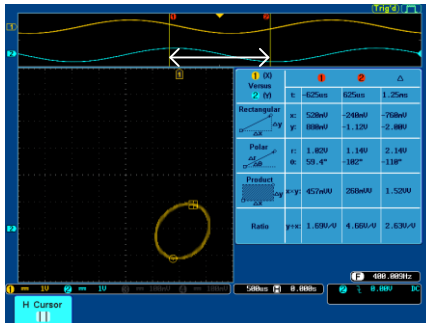 Trig'd
1 2
1
2
1
1 (X) 1 2 △
Versus
2 (Y) t: -625us 625us 1.25ms
Rectangular
x: 520mV -240mV -760mV
△y y: 880mV -1.12V -2.00V
△x
Polar
r: 1.02V 1.14V 2.14V
△r
△θ θ: 59.4° -102° -110°
Product
△y x×y: 457mVV 268mVV 1.52VV
△x
Ratio y÷x: 1.69V/V 4.66V/V 2.63V/V
2
F 400.009Hz
1 1V 2 1V 500us H 0.000s 2 0.00V DC
H Cursor